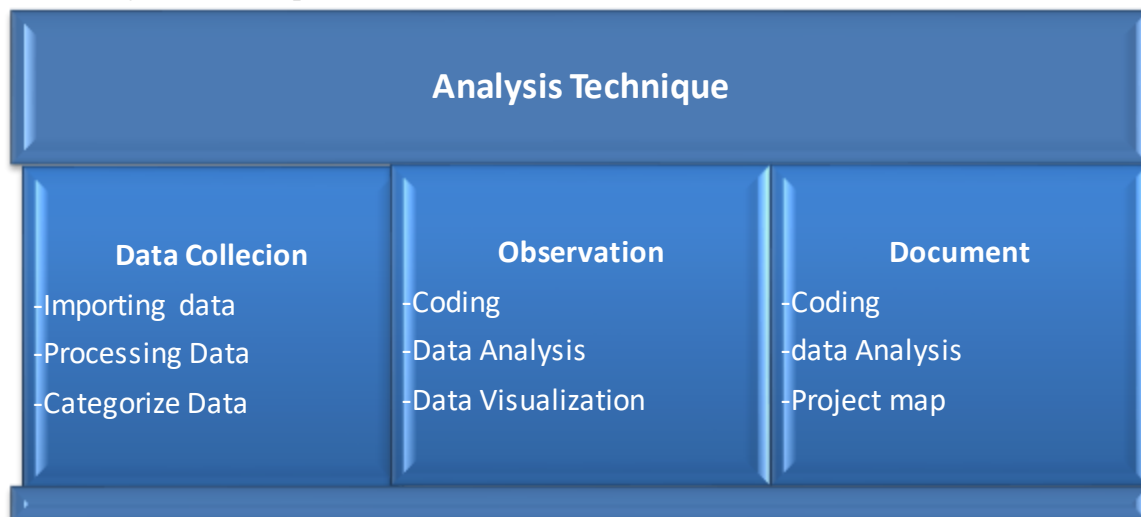 Analysis Technique
Data Collecion
-Importing data
-Processing Data
-Categorize Data
Observation
-Coding
-Data Analysis
-Data Visualization
Document
-Coding
-data Analysis
-Project map